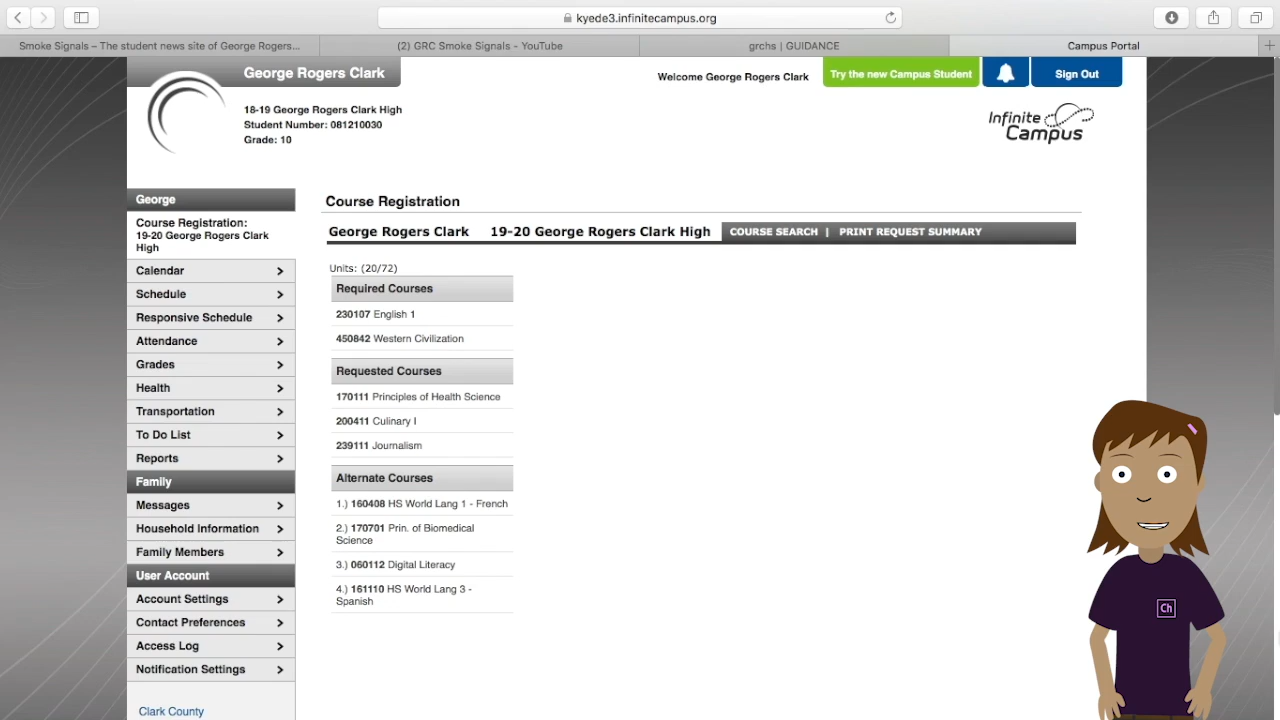 kyede3.infinitecampus.org
Smoke Signals – The student news site of George Rogers...
(2) GRC Smoke Signals - YouTube
grchs | GUIDANCE
Campus Portal
George Rogers Clark
Welcome George Rogers Clark
Try the new Campus Student
Sign Out
18-19 George Rogers Clark High
Student Number: 081210030
Grade: 10
Infinite
Campus
George
Course Registration:
19-20 George Rogers Clark
High
Calendar
Schedule
Responsive Schedule
Attendance
Grades
Health
Transportation
To Do List
Reports
Family
Messages
Household Information
Family Members
User Account
Account Settings
Contact Preferences
Access Log
Notification Settings
Clark County
Course Registration
George Rogers Clark 19-20 George Rogers Clark High COURSE SEARCH | PRINT REQUEST SUMMARY
Units: (20/72)
Required Courses
230107 English 1
450842 Western Civilization
Requested Courses
170111 Principles of Health Science
200411 Culinary I
239111 Journalism
Alternate Courses
1.) 160408 HS World Lang 1 - French
2.) 170701 Prin. of Biomedical
Science
3.) 060112 Digital Literacy
4.) 161110 HS World Lang 3 -
Spanish
Ch